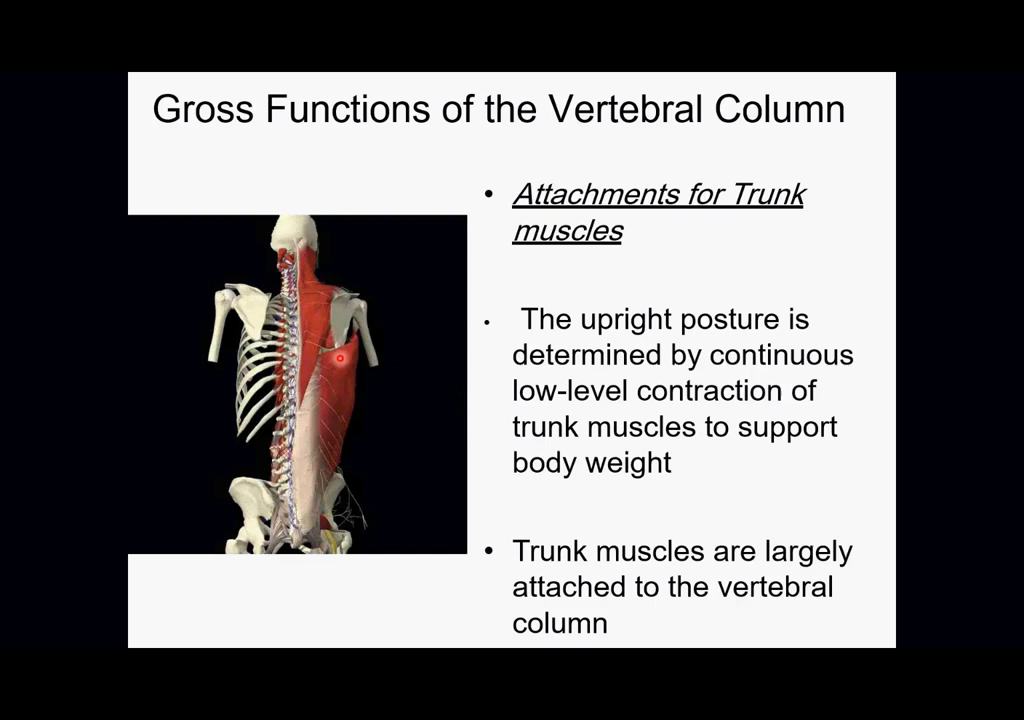 Gross Functions of the Vertebral Column
• Attachments for Trunk
muscles
• The upright posture is
determined by continuous
low-level contraction of
trunk muscles to support
body weight
• Trunk muscles are largely
attached to the vertebral
column